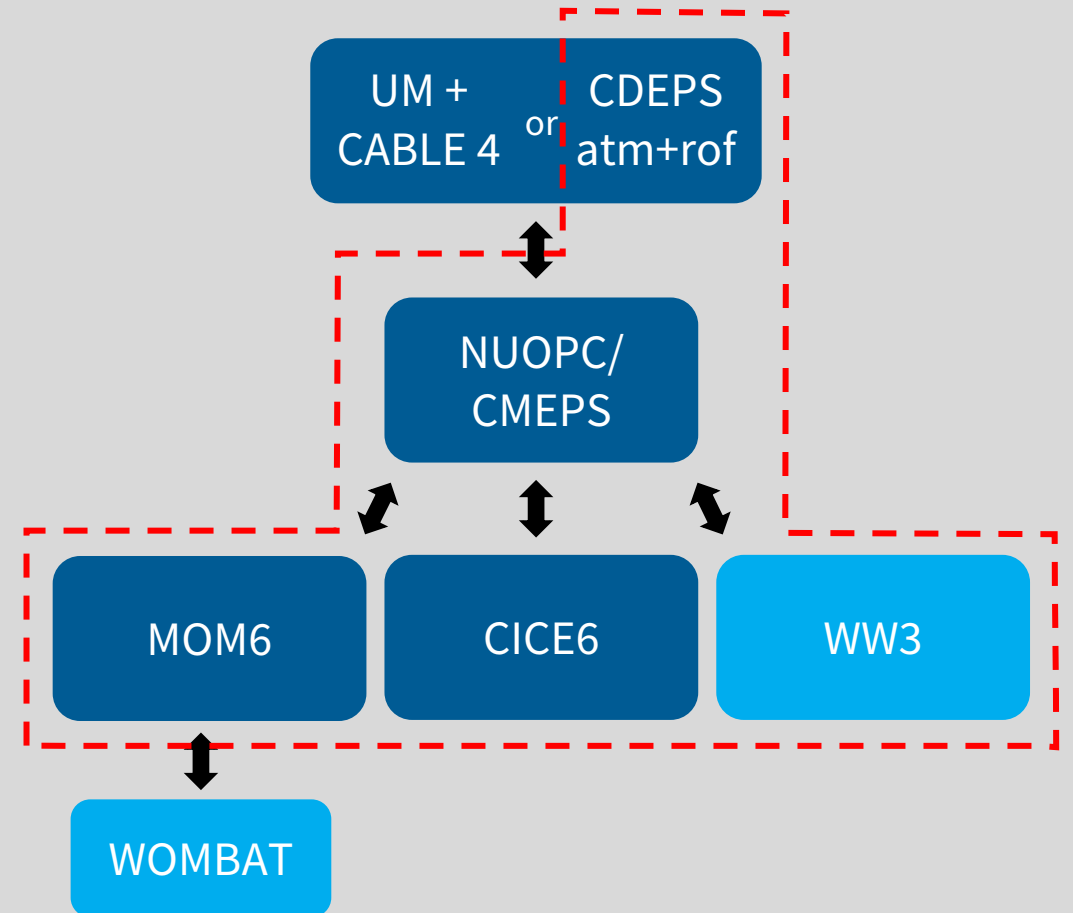 UM +
CABLE 4
or
CDEPS
atm+rof
NUOPC/
CMEPS
MOM6
CICE6
WW3
WOMBAT